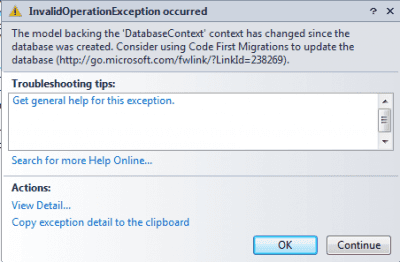 InvalidOperationException occurred
The model backing the 'DatabaseContext' context has changed since the
database was created. Consider using Code First Migrations to update the
database (http://go.microsoft.com/fwlink/?LinkId=238269).
Troubleshooting tips:
Get general help for this exception.
Search for more Help Online...
Actions:
View Detail...
Copy exception detail to the clipboard
OK Continue